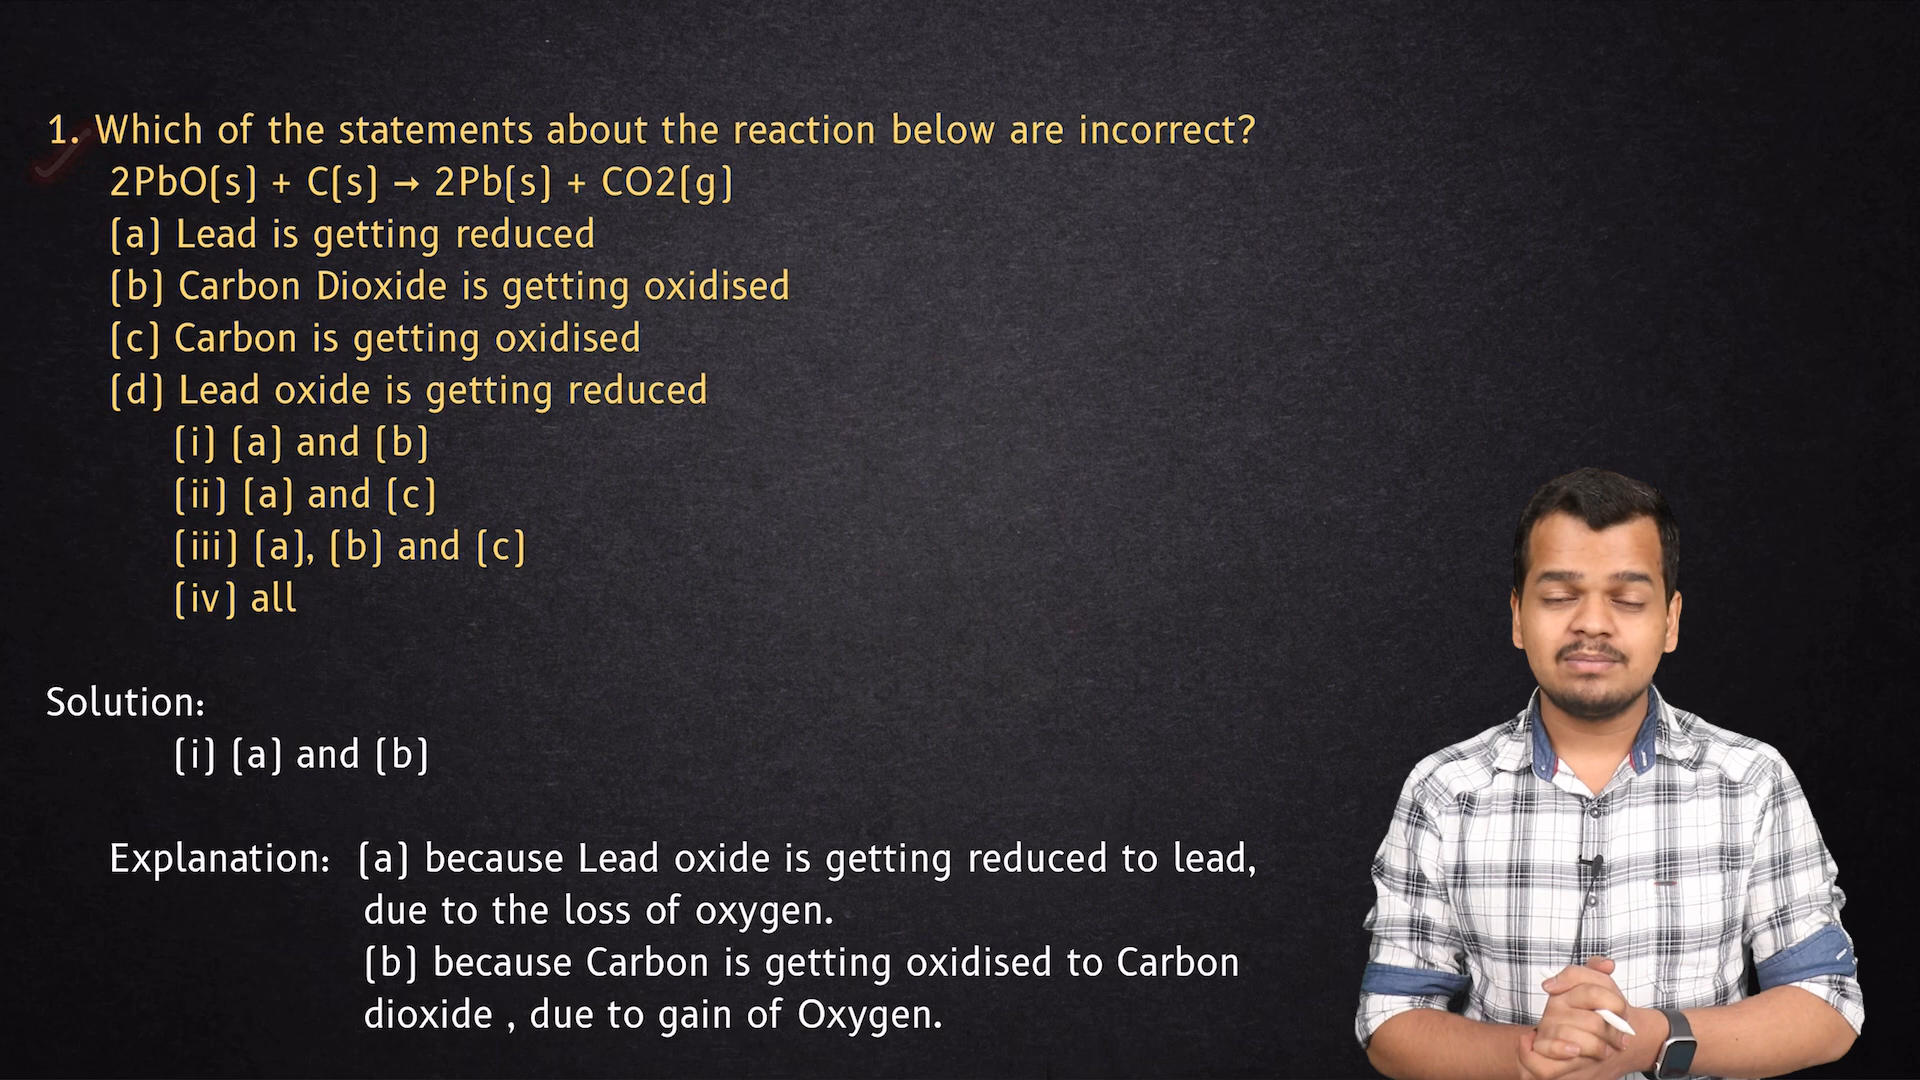 1. Which of the statements about the reaction below are incorrect?
2PbO(s) + C(s) → 2Pb(s) + CO2(g)
(a) Lead is getting reduced
(b) Carbon Dioxide is getting oxidised
(c) Carbon is getting oxidised
(d) Lead oxide is getting reduced
(i) (a) and (b)
(ii) (a) and (c)
(iii) (a), (b) and (c)
(iv) all
Solution:
(i) (a) and (b)
Explanation: (a) because Lead oxide is getting reduced to lead,
due to the loss of oxygen.
(b) because Carbon is getting oxidised to Carbon
dioxide , due to gain of Oxygen.